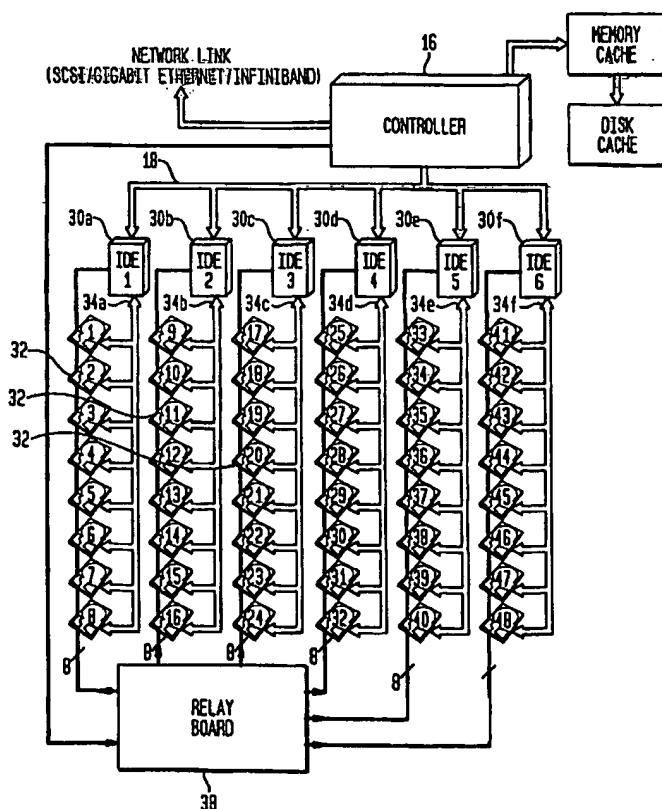 16
MEMORY
CACHE
NETWORK LINK
(SCSI/GIGABIT ETHERNET/INFINIBAND)
CONTROLLER
DISK
CACHE
18
30a 30b 30c 30d 30e 30f
IDE 1 IDE 2 IDE 3 IDE 4 IDE 5 IDE 6
34a 34b 34c 34d 34e 34f
1 9 17 25 33 41
32 2 10 18 26 34 42
32 3 11 19 27 35 43
32 4 12 20 28 36 44
5 13 21 29 37 45
6 14 22 30 38 46
7 15 23 31 39 47
8 16 24 32 40 48
8 8 8 8 8
RELAY
BOARD
38